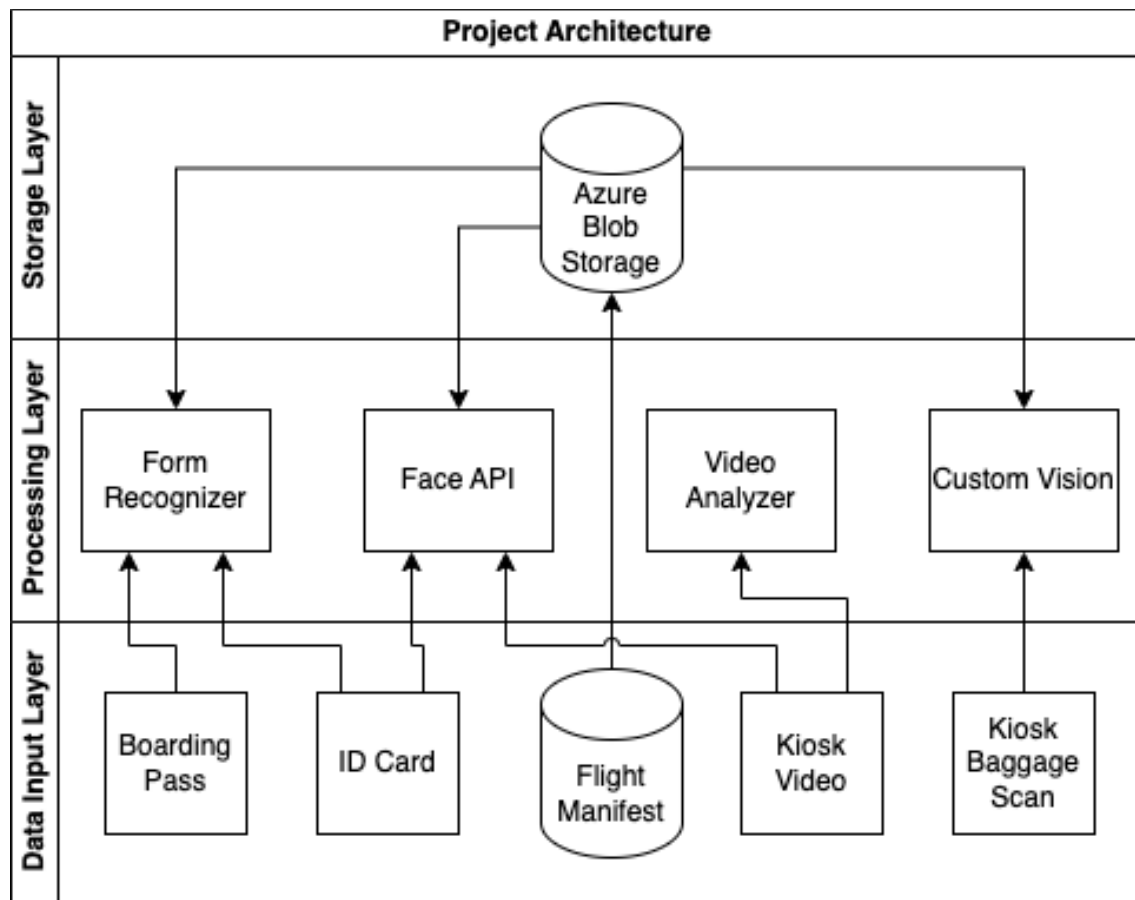 Project Architecture
Storage Layer
Azure
Blob
Storage
Processing Layer
Form
Recognizer
Face API
Video
Analyzer
Custom Vision
Data Input Layer
Boarding
Pass
ID Card
Flight
Manifest
Kiosk
Video
Kiosk
Baggage
Scan